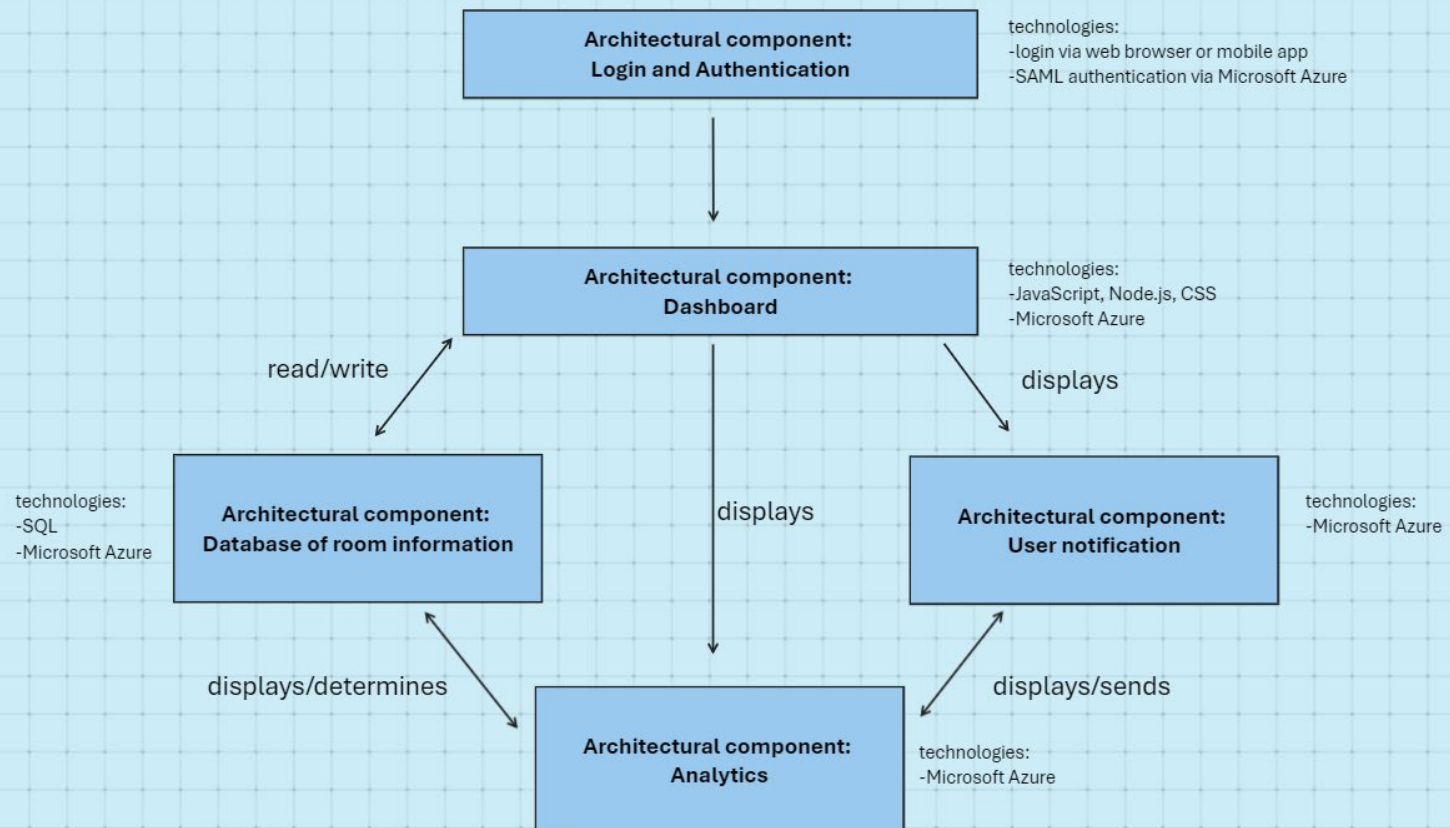 Architectural component:
Login and Authentication
technologies:
-login via web browser or mobile app
-SAML authentication via Microsoft Azure
Architectural component:
Dashboard
technologies:
-JavaScript, Node.js, CSS
-Microsoft Azure
read/write
displays
technologies:
-SQL
-Microsoft Azure
Architectural component:
Database of room information
displays
Architectural component:
User notification
technologies:
-Microsoft Azure
displays/determines
displays/sends
Architectural component:
Analytics
technologies:
-Microsoft Azure